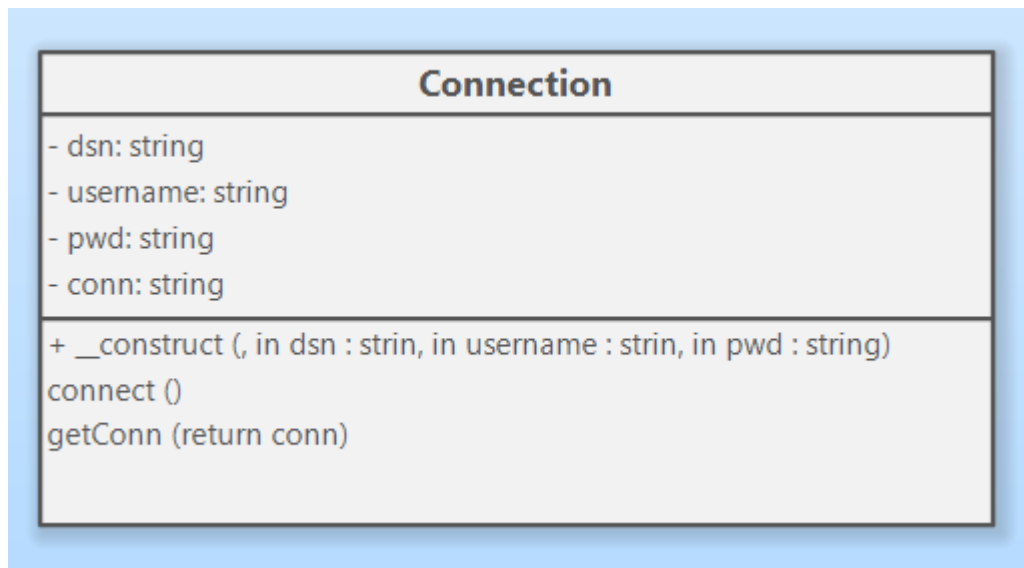 Connection
- dsn: string
- username: string
- pwd: string
- conn: string
+ __construct (, in dsn : strin, in username : strin, in pwd : string)
connect ()
getConn (return conn)